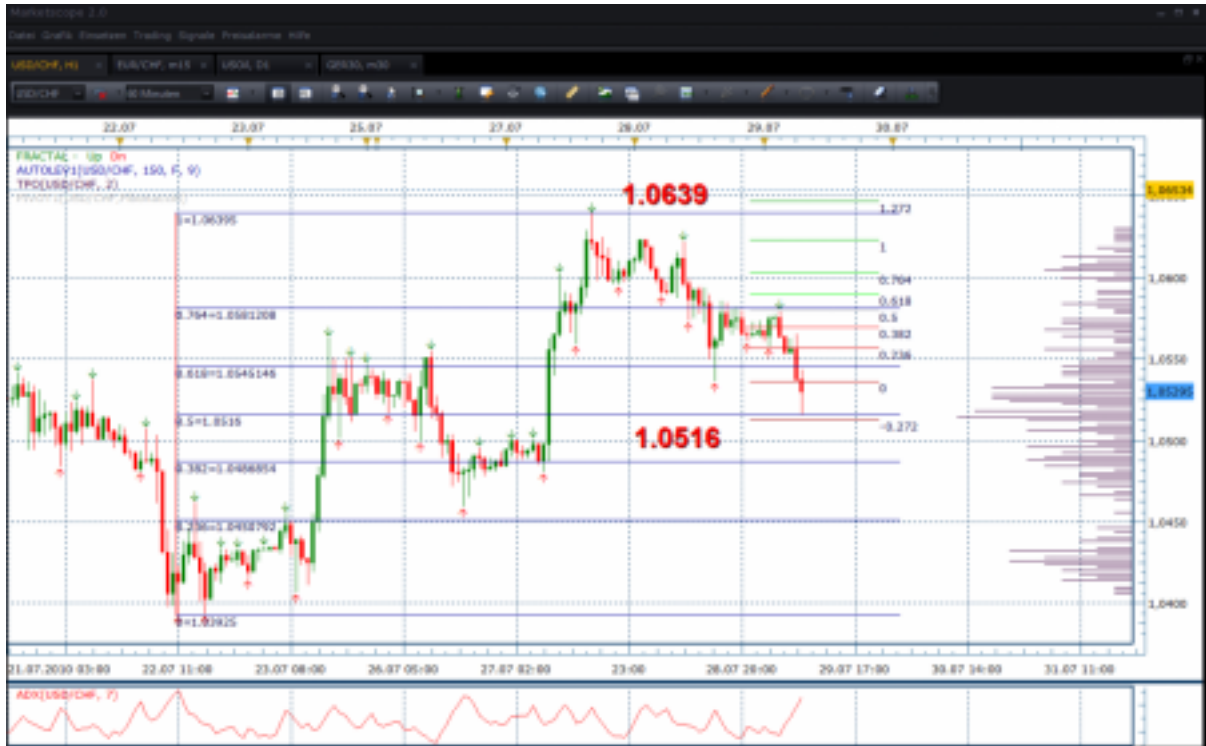 Marketscope 2.0
Datei Grafik Einsetzen Trading Signale Preisalarme Hilfe
USD/CHF, H1 EUR/CHF, m15 USOil, D1 GER30, m30
USD/CHF 60 Minuten
22.07 23.07 25.07 27.07 28.07 29.07 30.07
FRACTAL - Up Dn
AUTOLEV1(USD/CHF, 150, F, 9)
TPO(USD/CHF, 2)
1.0639
1,06534
1.272
1=1.06395
1
1,0600
0.764
0.618
0.764=1.0581208
0.5
0.382
1,0550
0.236
0.618=1.0545146
0
1,05295
0.5=1.0516
-0.272
1.0516
1,0500
0.382=1.0486854
1,0450
0.236=1.0450792
1,0400
0=1.03925
21.07.2010 03:00 22.07 11:00 23.07 08:00 26.07 05:00 27.07 02:00 23:00 28.07 20:00 29.07 17:00 30.07 14:00 31.07 11:00
ADX(USD/CHF, 7)